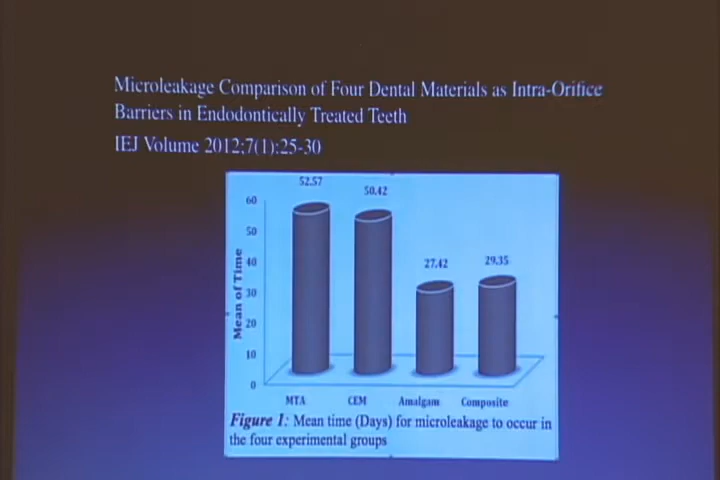 Microleakage Comparison of Four Dental Materials as Intra-Orifice
Barriers in Endodontically Treated Teeth
IEJ Volume 2012;7(1):25-30
52.57
50.42
27.42
29.35
60
50
40
30
20
10
0
Mean of Time
MTA CEM Amalgam Composite
Figure 1: Mean time (Days) for microleakage to occur in
the four experimental groups